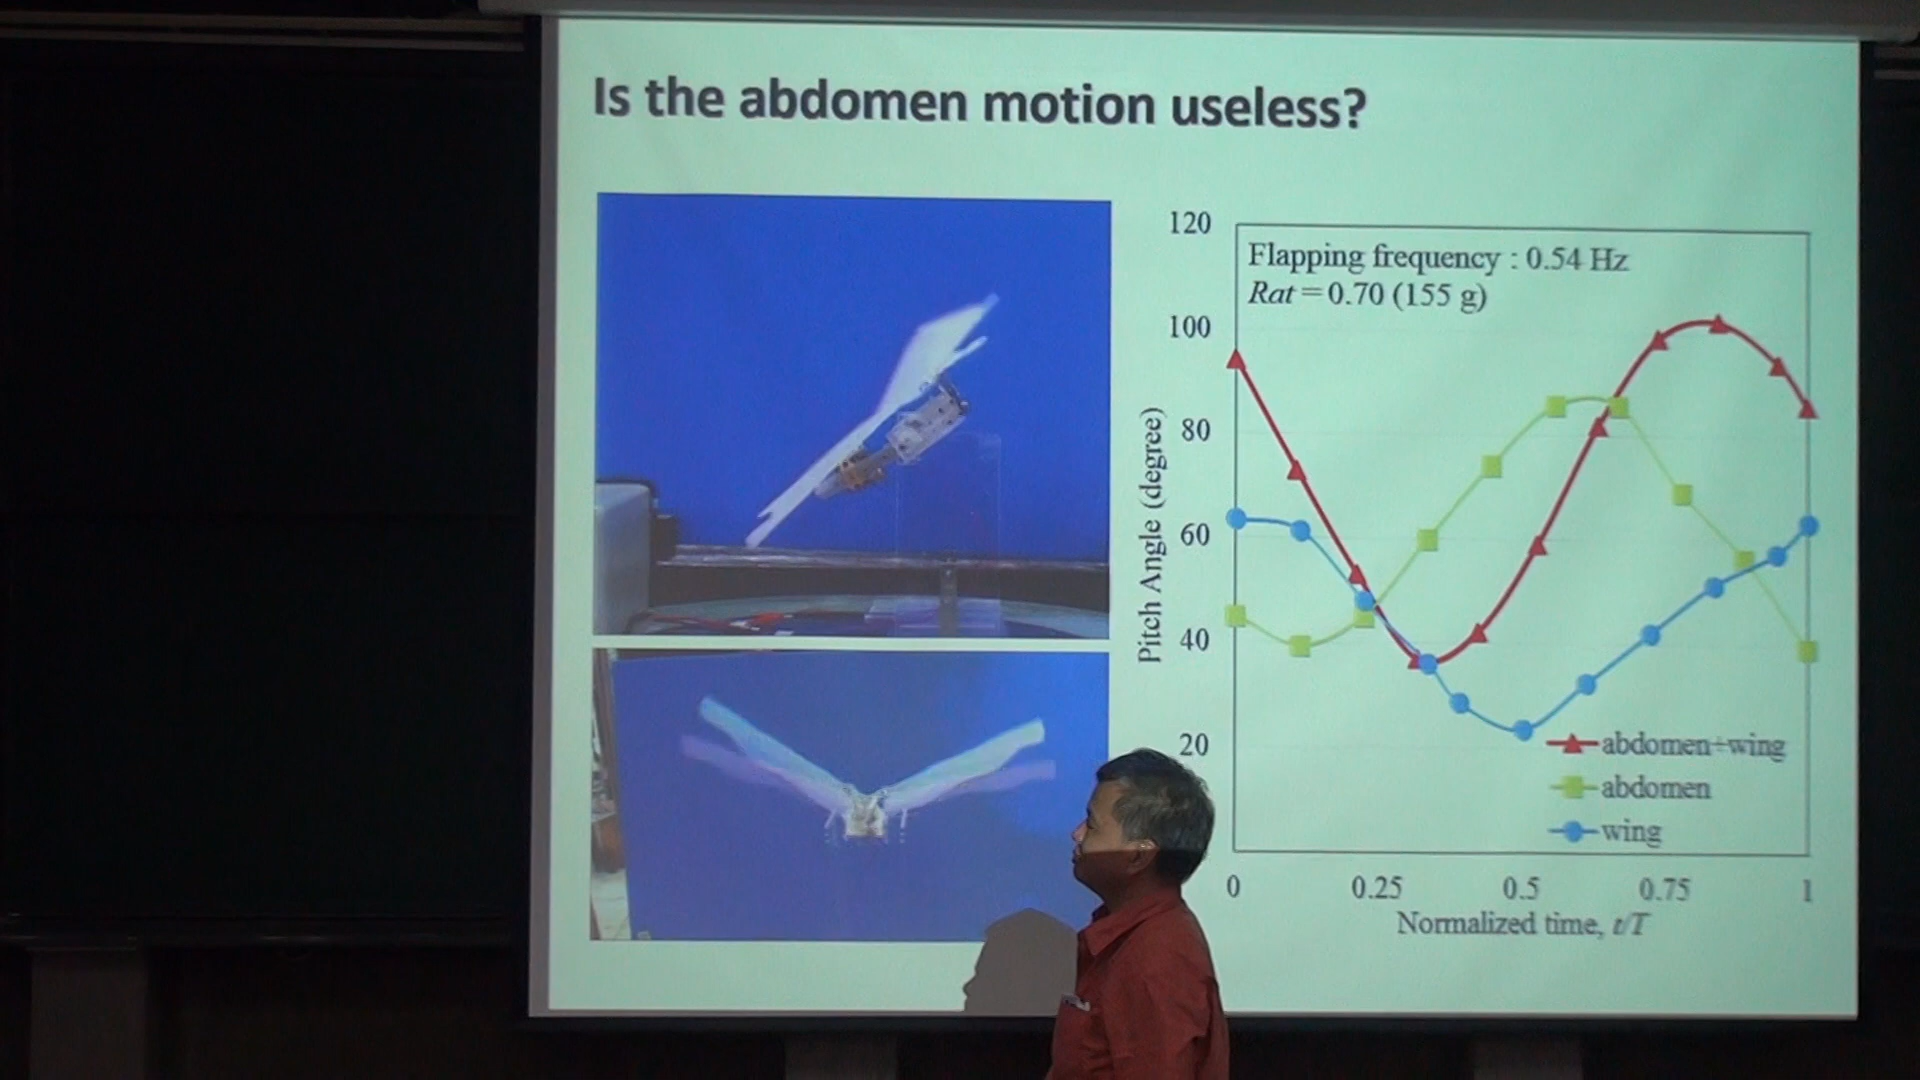 Is the abdomen motion useless?
120
100
80
60
40
20
Pitch Angle (degree)
Flapping frequency : 0.54 Hz
Rat = 0.70 (155 g)
abdomen+wing
abdomen
wing
0 0.25 0.5 0.75 1
Normalized time, t/T